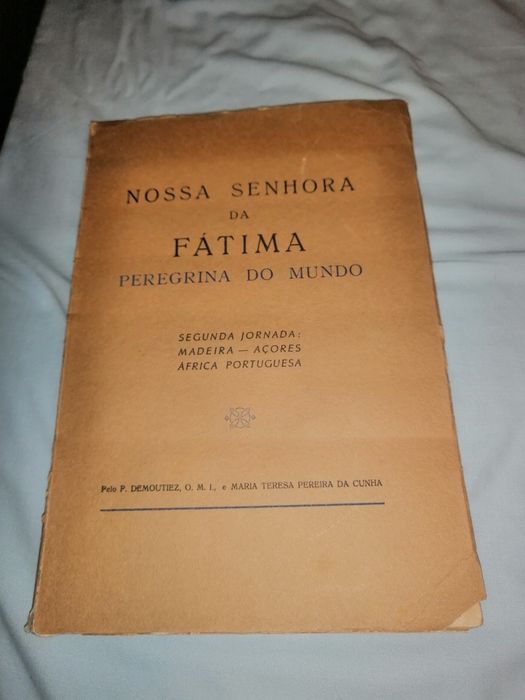 NOSSA SENHORA
DA
FÁTIMA
PEREGRINA DO MUNDO
SEGUNDA JORNADA:
MADEIRA — AÇORES
ÁFRICA PORTUGUESA
Pelo P. DEMOUTIEZ, O. M. I., e MARIA TERESA PEREIRA DA CUNHA